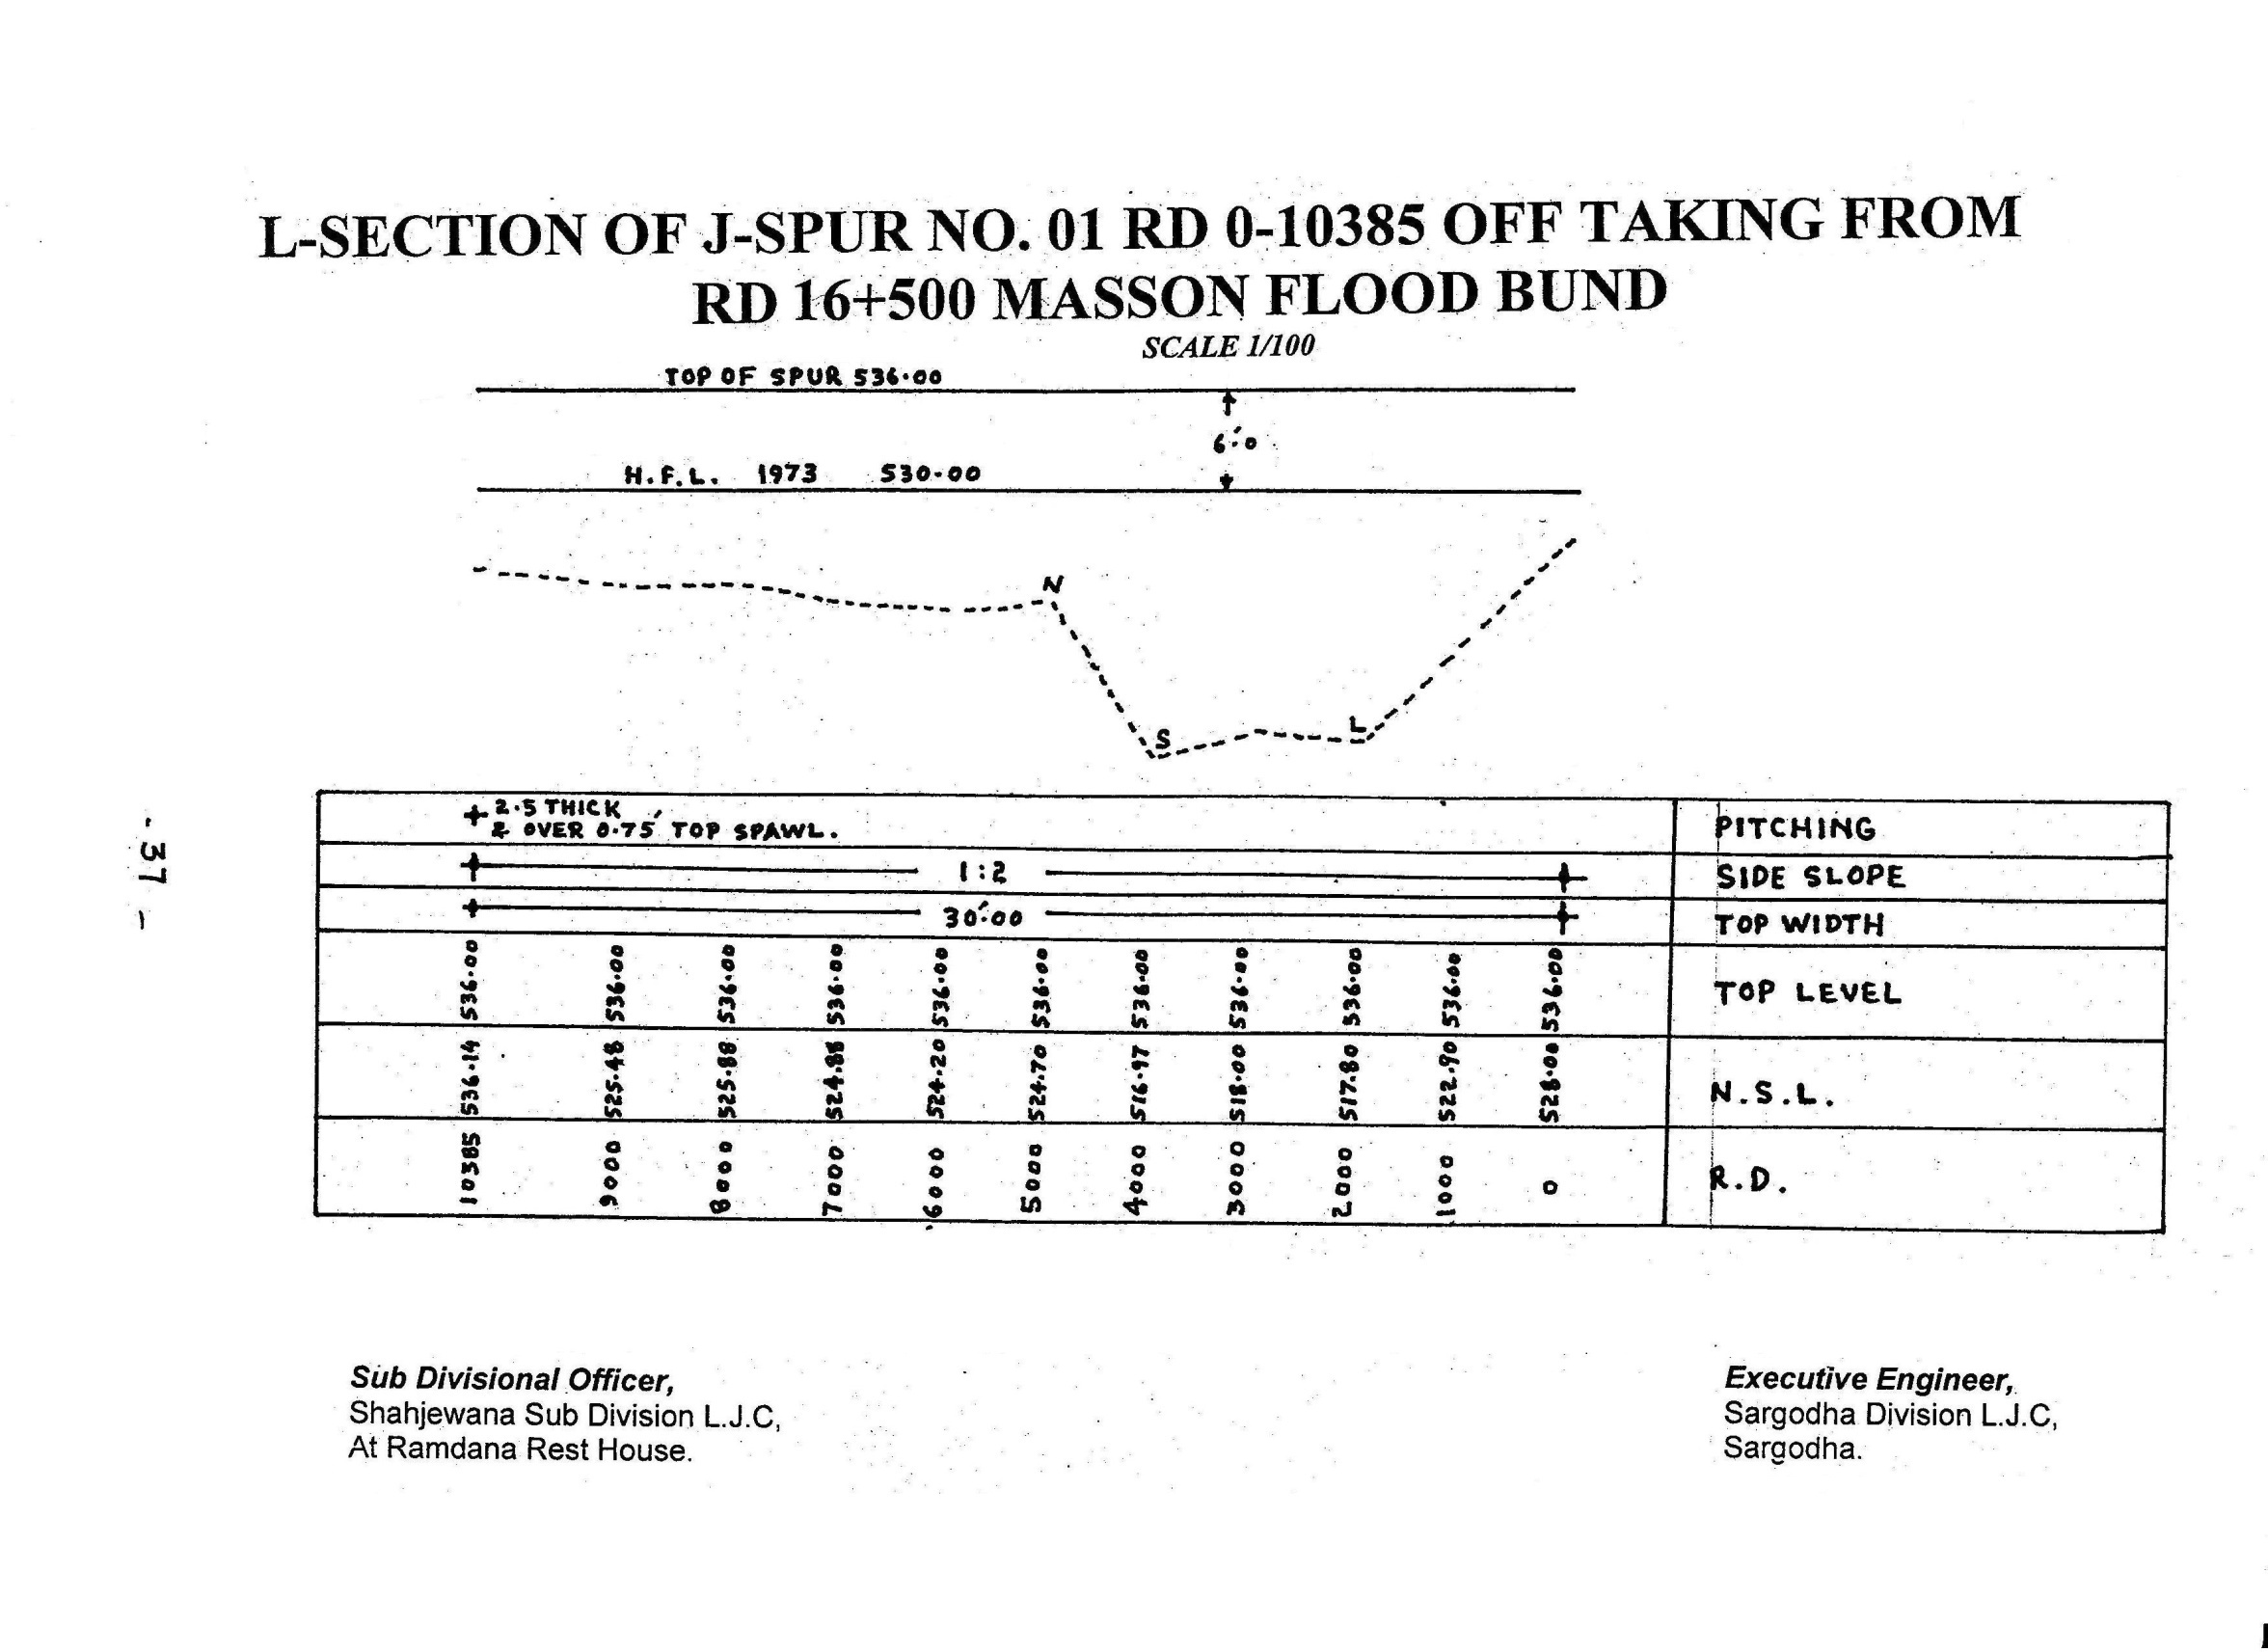 L-SECTION OF J-SPUR NO. 01 RD 0-10385 OFF TAKING FROM
RD 16+500 MASSON FLOOD BUND
SCALE 1/100
TOP OF SPUR 536.00
6'.0
H.F.L. 1973 530.00
N
S
L
2.5 THICK
& OVER 0.75' TOP SPAWL.
PITCHING
1:2
SIDE SLOPE
30'.00
TOP WIDTH
536.00 536.00 536.00 536.00 536.00 536.00 536.00 536.00 536.00 536.00 536.00 TOP LEVEL
536.14 525.48 525.88 524.88 524.20 524.70 516.97 518.00 517.80 522.90 528.00 N.S.L.
10385 9000 8000 7000 6000 5000 4000 3000 2000 1000 0 R.D.
- 37 -
Sub Divisional Officer,
Shahjewana Sub Division L.J.C,
At Ramdana Rest House.
Executive Engineer,
Sargodha Division L.J.C,
Sargodha.